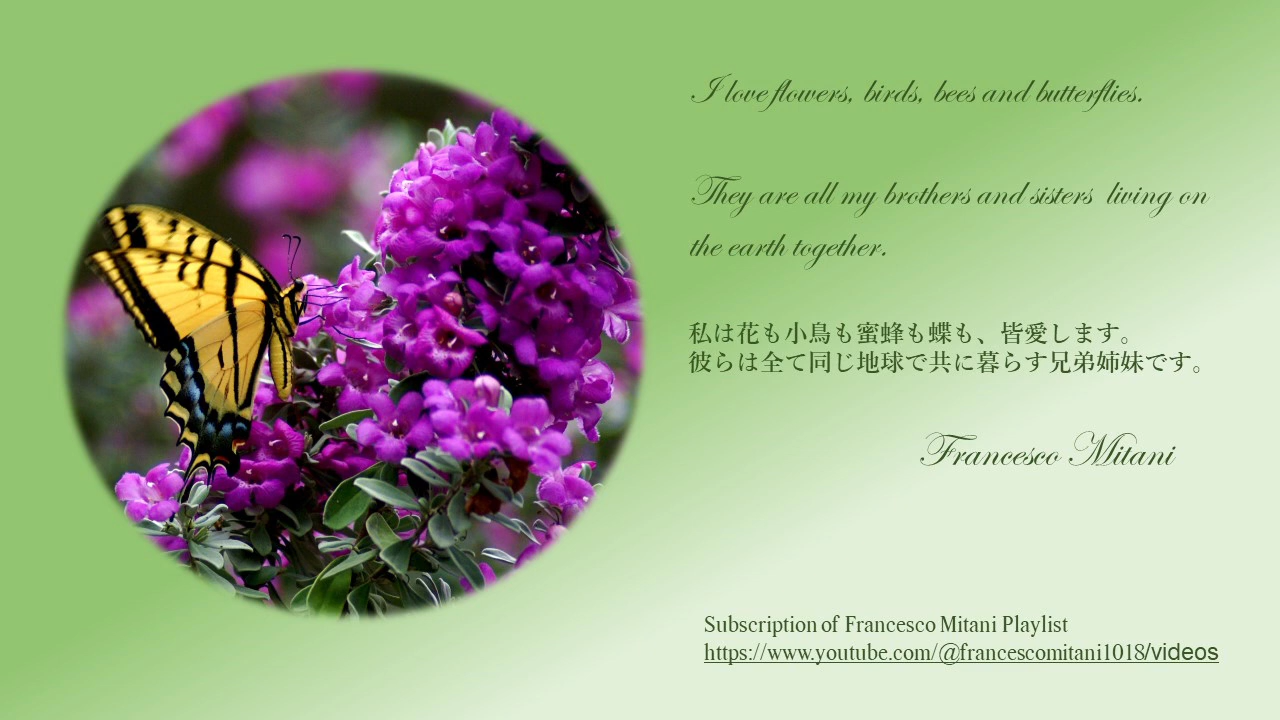 I love flowers, birds, bees and butterflies.
They are all my brothers and sisters living on
the earth together.
私は花も小鳥も蜜蜂も蝶も、皆愛します。
彼らは全て同じ地球で共に暮らす兄弟姉妹です。
Francesco Mitani
Subscription of Francesco Mitani Playlist
https://www.youtube.com/@francescomitani1018/videos